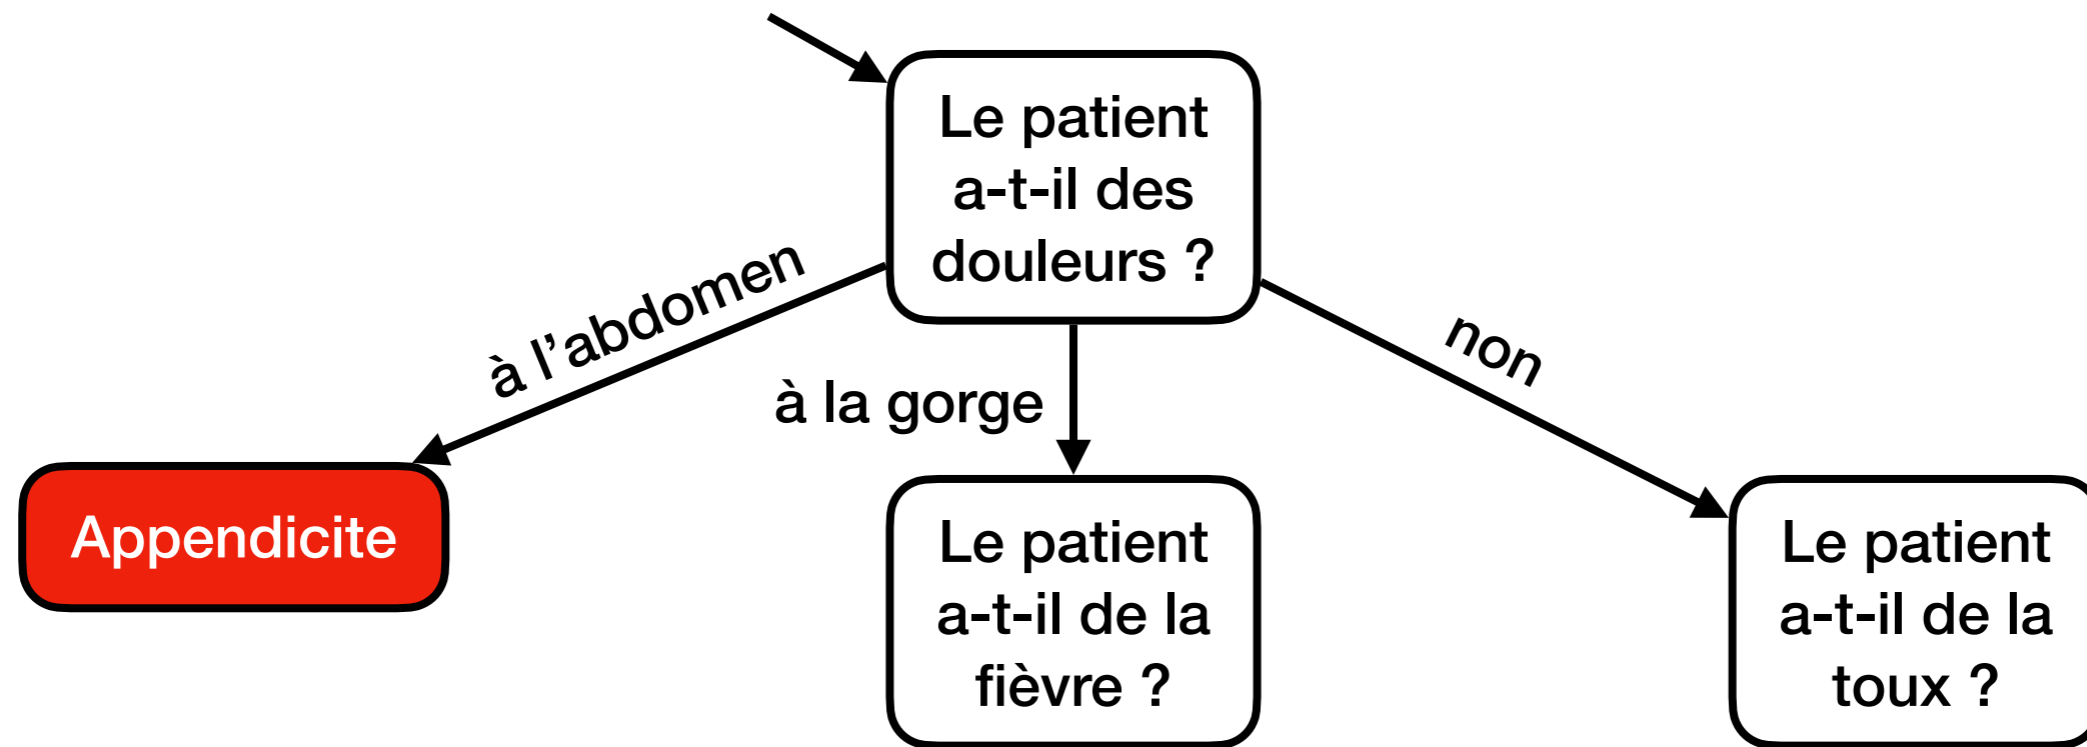 Le patient
a-t-il des
douleurs ?
à l’abdomen
à la gorge
non
Appendicite
Le patient
a-t-il de la
fièvre ?
Le patient
a-t-il de la
toux ?